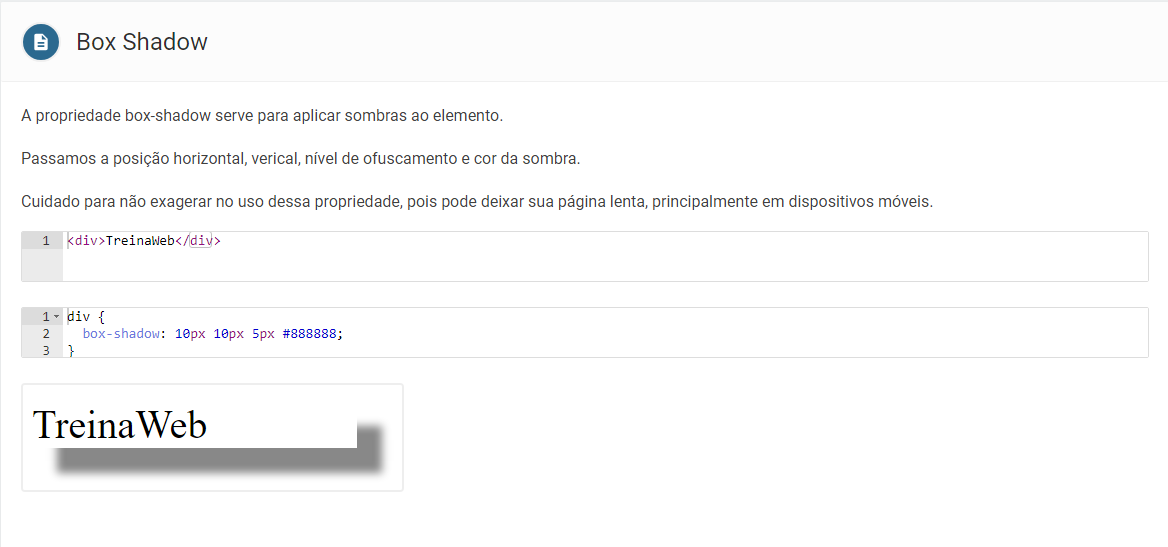 Box Shadow
A propriedade box-shadow serve para aplicar sombras ao elemento.
Passamos a posição horizontal, verical, nível de ofuscamento e cor da sombra.
Cuidado para não exagerar no uso dessa propriedade, pois pode deixar sua página lenta, principalmente em dispositivos móveis.
1 <div>TreinaWeb</div>
1 div {
2 box-shadow: 10px 10px 5px #888888;
3 }
TreinaWeb